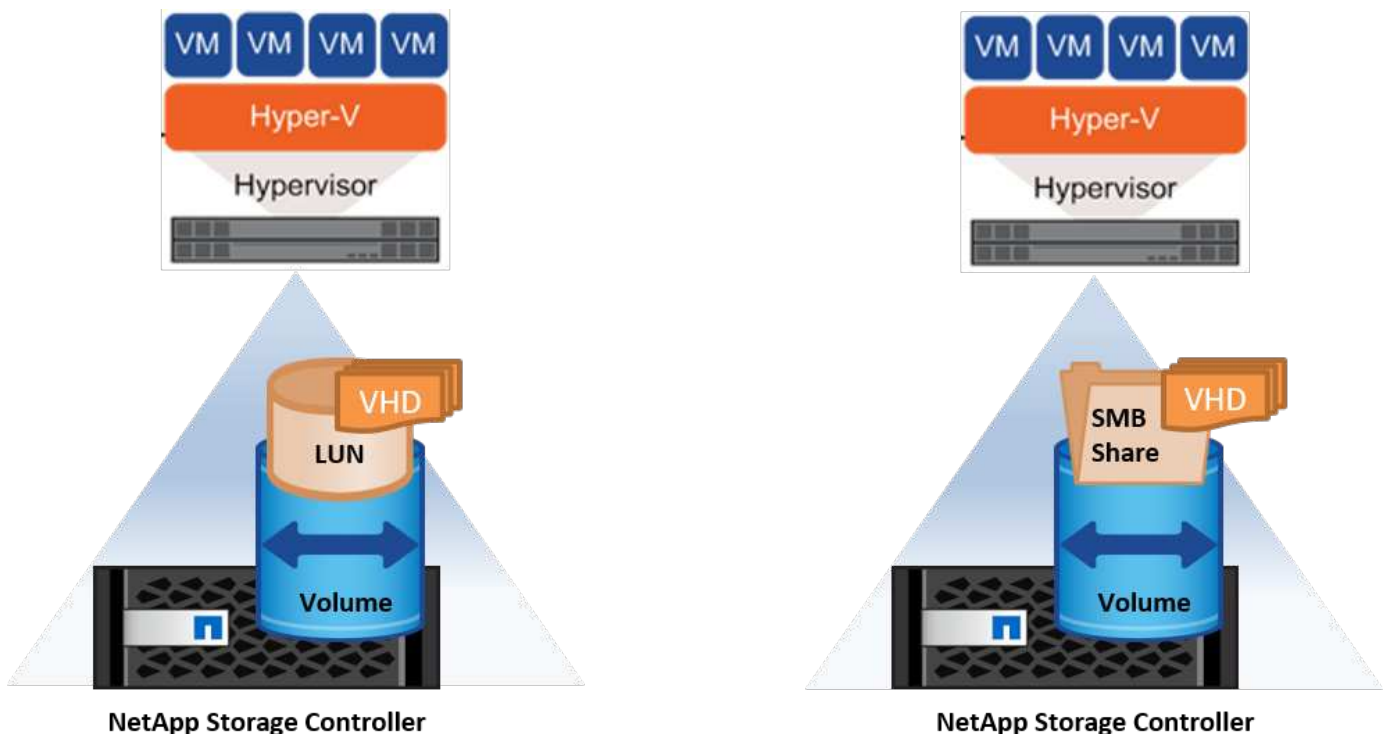 VM VM VM VM
Hyper-V
Hypervisor
VHD
LUN
Volume
NetApp Storage Controller
VM VM VM VM
Hyper-V
Hypervisor
VHD
SMB
Share
Volume
NetApp Storage Controller